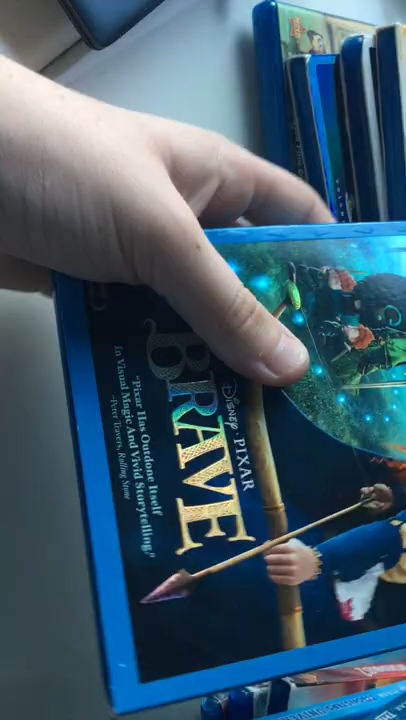 DISNEY · PIXAR
BRAVE
"Pixar Has Outdone Itself
In Visual Magic And Vivid Storytelling."
-Peter Travers, Rolling Stone